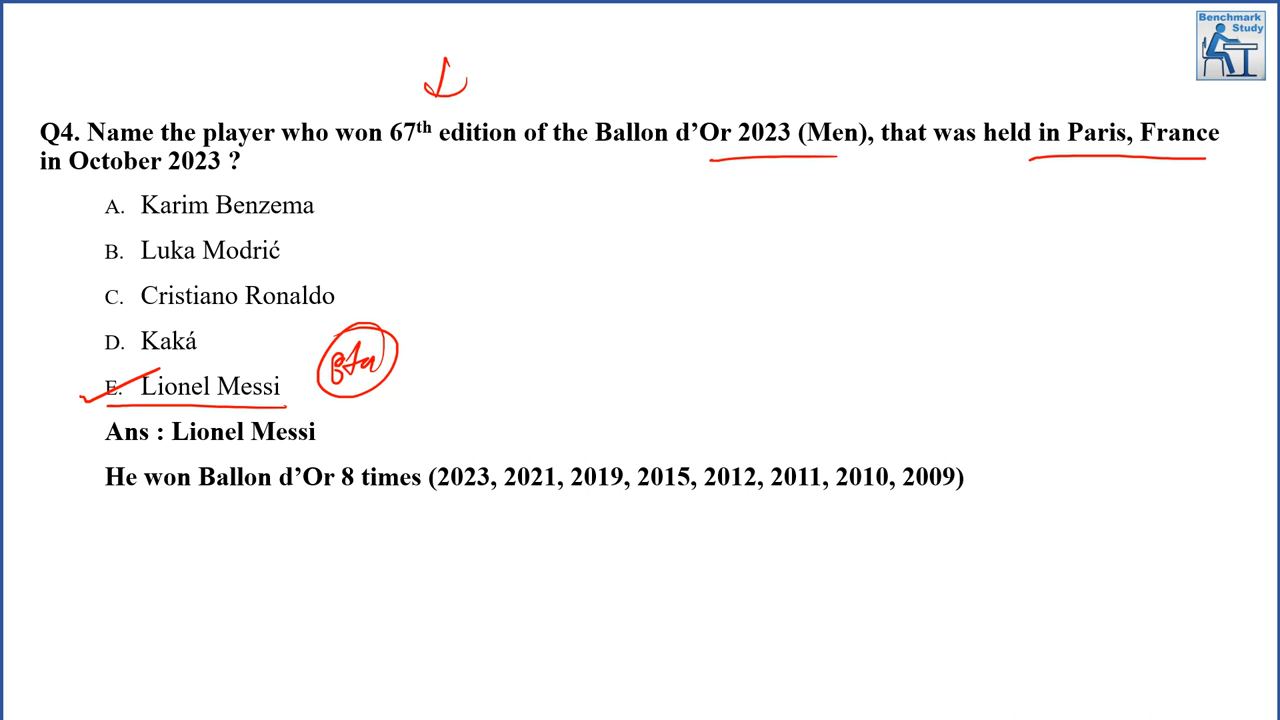 Benchmark
Study
Q4. Name the player who won 67th edition of the Ballon d’Or 2023 (Men), that was held in Paris, France
in October 2023 ?
A. Karim Benzema
B. Luka Modrić
C. Cristiano Ronaldo
D. Kaká
E. Lionel Messi
Ans : Lionel Messi
He won Ballon d’Or 8 times (2023, 2021, 2019, 2015, 2012, 2011, 2010, 2009)